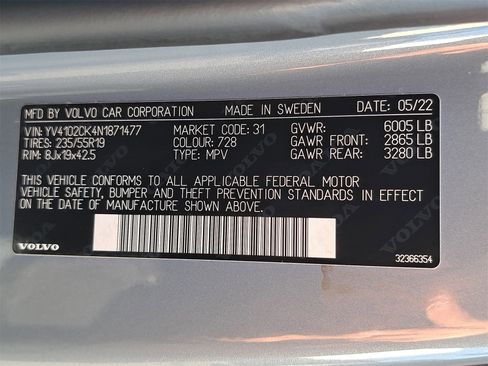 MFD BY VOLVO CAR CORPORATION MADE IN SWEDEN DATE: 05/22
VIN: YV4102CK4N1871477 MARKET CODE: 31 GVWR: 6005 LB
TIRES: 235/55R19 COLOUR: 728 GAWR FRONT: 2865 LB
RIM: 8Jx19x42.5 TYPE: MPV GAWR REAR: 3280 LB
THIS VEHICLE CONFORMS TO ALL APPLICABLE FEDERAL MOTOR
VEHICLE SAFETY, BUMPER AND THEFT PREVENTION STANDARDS IN EFFECT
ON THE DATE OF MANUFACTURE SHOWN ABOVE.
VOLVO 32366354